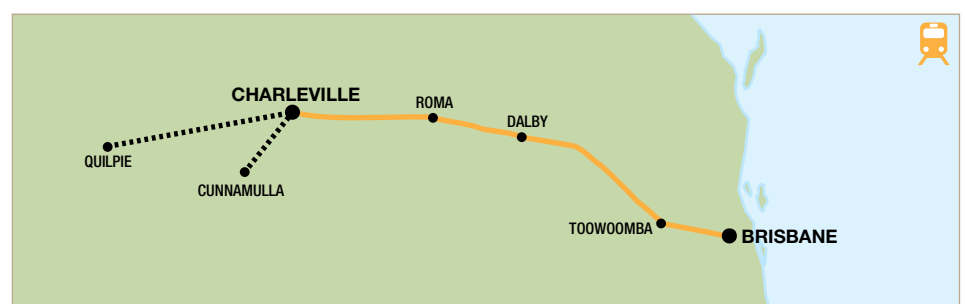 CHARLEVILLE
ROMA
DALBY
QUILPIE
CUNNAMULLA
TOOWOOMBA
BRISBANE